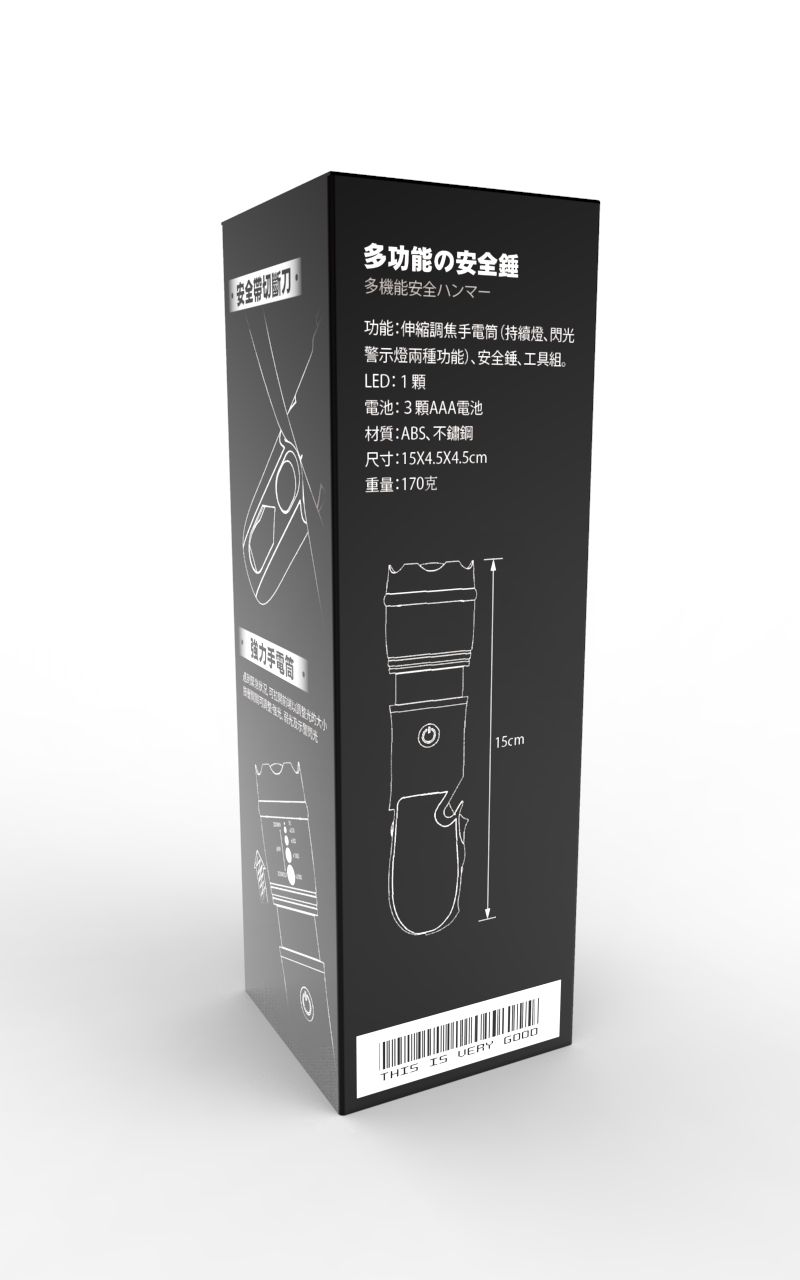 安全帶切斷刀
強力手電筒
多功能の安全錘
多機能安全ハンマー
功能：伸縮調焦手電筒（持續燈、閃光
警示燈兩種功能）、安全錘、工具組。
LED：1 顆
電池：3 顆AAA電池
材質：ABS、不鏽鋼
尺寸：15X4.5X4.5cm
重量：170克
15cm
THIS IS VERY GOOD